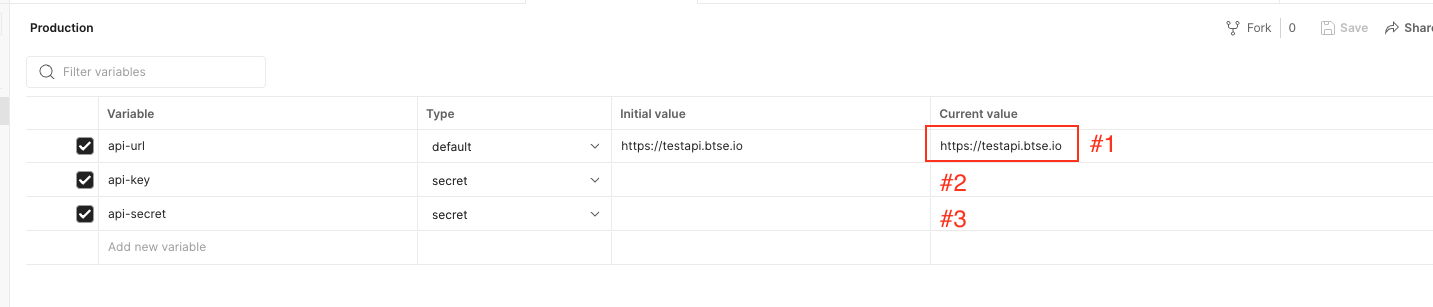 Production
Fork 0 Save Share
Filter variables
Variable Type Initial value Current value
api-url default https://testapi.btse.io https://testapi.btse.io #1
api-key secret #2
api-secret secret #3
Add new variable